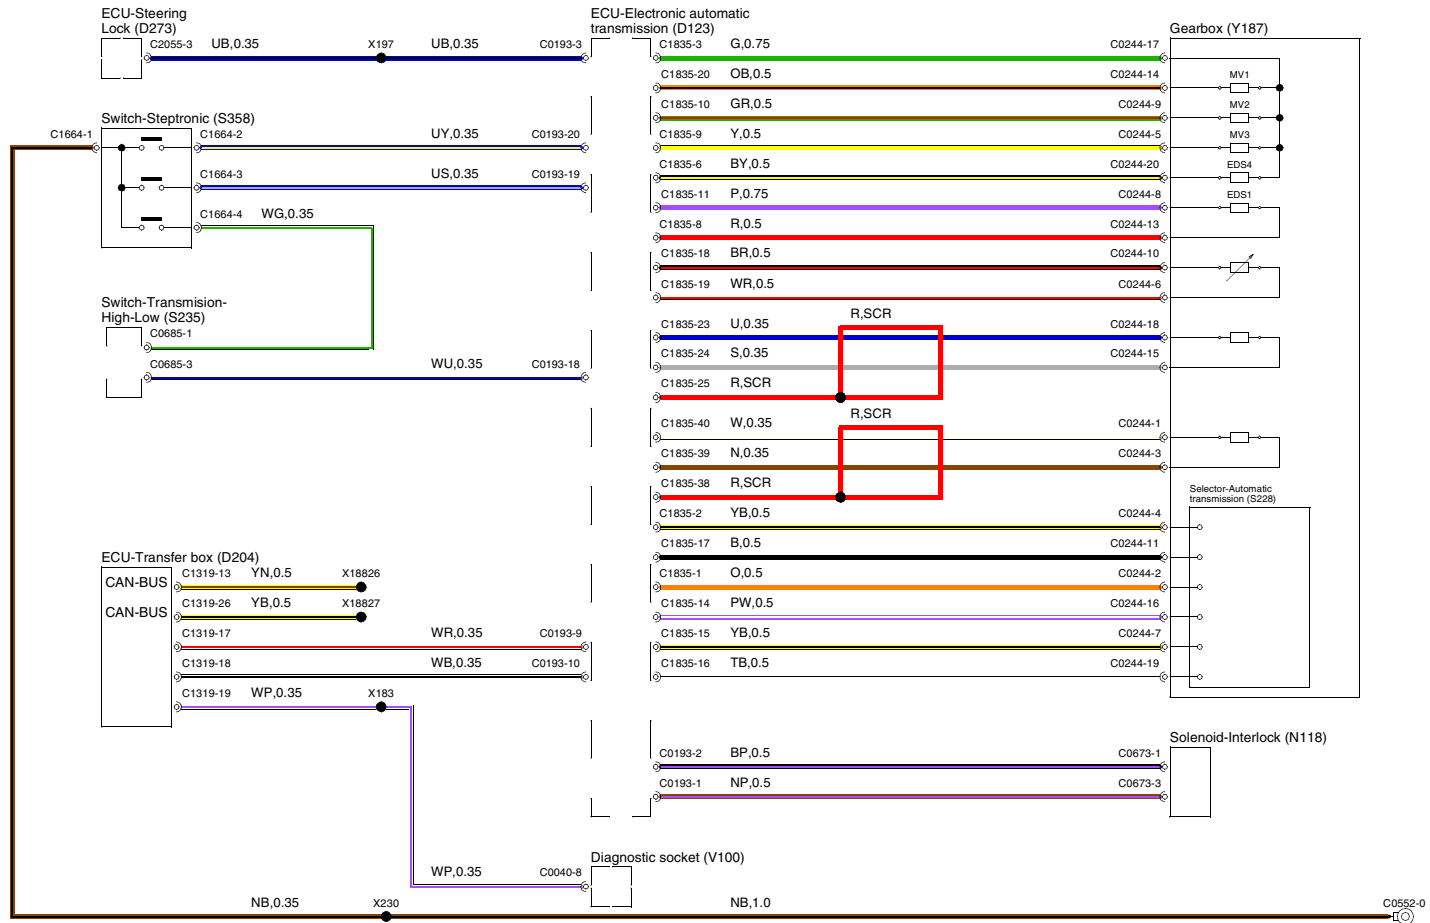 ECU-Steering
Lock (D273)
C2055-3 UB,0.35 X197 UB,0.35 C0193-3
Switch-Steptronic (S358)
C1664-1 C1664-2 UY,0.35 C0193-20
C1664-3 US,0.35 C0193-19
C1664-4 WG,0.35
Switch-Transmision-
High-Low (S235)
C0685-1
C0685-3 WU,0.35 C0193-18
ECU-Transfer box (D204)
CAN-BUS C1319-13 YN,0.5 X18826
CAN-BUS C1319-26 YB,0.5 X18827
C1319-17 WR,0.35 C0193-9
C1319-18 WB,0.35 C0193-10
C1319-19 WP,0.35 X183
ECU-Electronic automatic
transmission (D123)
Gearbox (Y187)
C1835-3 G,0.75 C0244-17
C1835-20 OB,0.5 C0244-14 MV1
C1835-10 GR,0.5 C0244-9 MV2
C1835-9 Y,0.5 C0244-5 MV3
C1835-6 BY,0.5 C0244-20 EDS4
C1835-11 P,0.75 C0244-8 EDS1
C1835-8 R,0.5 C0244-13
C1835-18 BR,0.5 C0244-10
C1835-19 WR,0.5 C0244-6
R,SCR
C1835-23 U,0.35 C0244-18
C1835-24 S,0.35 C0244-15
C1835-25 R,SCR
R,SCR
C1835-40 W,0.35 C0244-1
C1835-39 N,0.35 C0244-3
C1835-38 R,SCR
Selector-Automatic
transmission (S228)
C1835-2 YB,0.5 C0244-4
C1835-17 B,0.5 C0244-11
C1835-1 O,0.5 C0244-2
C1835-14 PW,0.5 C0244-16
C1835-15 YB,0.5 C0244-7
C1835-16 TB,0.5 C0244-19
Solenoid-Interlock (N118)
C0193-2 BP,0.5 C0673-1
C0193-1 NP,0.5 C0673-3
Diagnostic socket (V100)
WP,0.35 C0040-8
NB,0.35 X230 NB,1.0 C0552-0